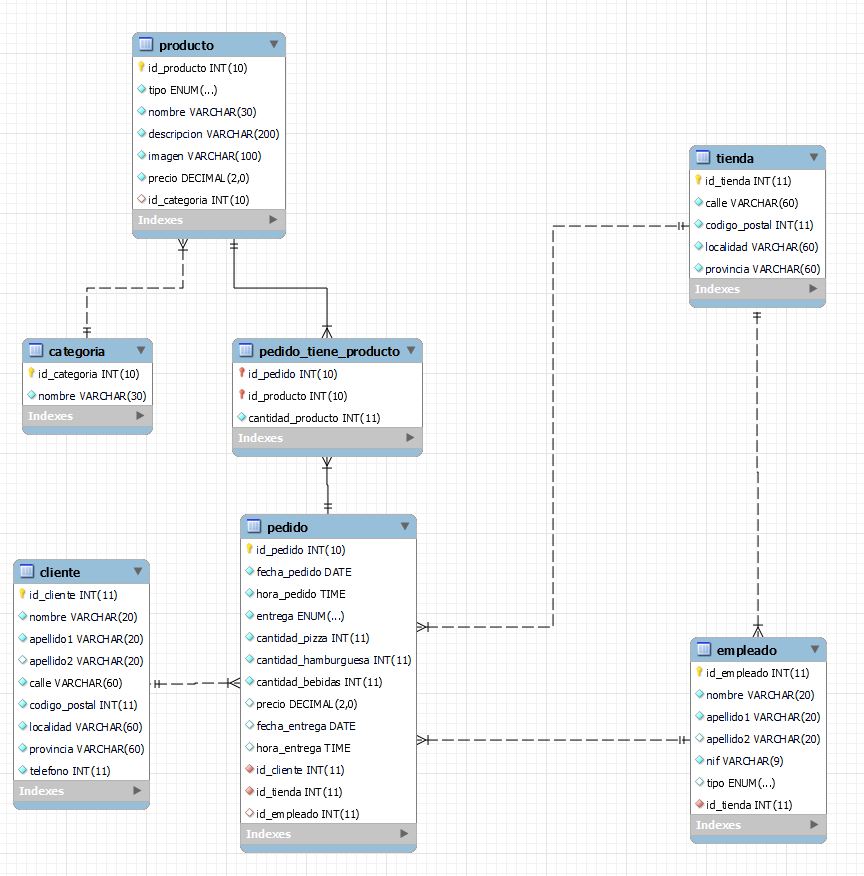 producto
id_producto INT(10)
tipo ENUM(...)
nombre VARCHAR(30)
descripcion VARCHAR(200)
imagen VARCHAR(100)
precio DECIMAL(2,0)
id_categoria INT(10)
Indexes
tienda
id_tienda INT(11)
calle VARCHAR(60)
codigo_postal INT(11)
localidad VARCHAR(60)
provincia VARCHAR(60)
Indexes
categoria
id_categoria INT(10)
nombre VARCHAR(30)
Indexes
pedido_tiene_producto
id_pedido INT(10)
id_producto INT(10)
cantidad_producto INT(11)
Indexes
pedido
id_pedido INT(10)
fecha_pedido DATE
hora_pedido TIME
entrega ENUM(...)
cantidad_pizza INT(11)
cantidad_hamburguesa INT(11)
cantidad_bebidas INT(11)
precio DECIMAL(2,0)
fecha_entrega DATE
hora_entrega TIME
id_cliente INT(11)
id_tienda INT(11)
id_empleado INT(11)
Indexes
cliente
id_cliente INT(11)
nombre VARCHAR(20)
apellido1 VARCHAR(20)
apellido2 VARCHAR(20)
calle VARCHAR(60)
codigo_postal INT(11)
localidad VARCHAR(60)
provincia VARCHAR(60)
telefono INT(11)
Indexes
empleado
id_empleado INT(11)
nombre VARCHAR(20)
apellido1 VARCHAR(20)
apellido2 VARCHAR(20)
nif VARCHAR(9)
tipo ENUM(...)
id_tienda INT(11)
Indexes